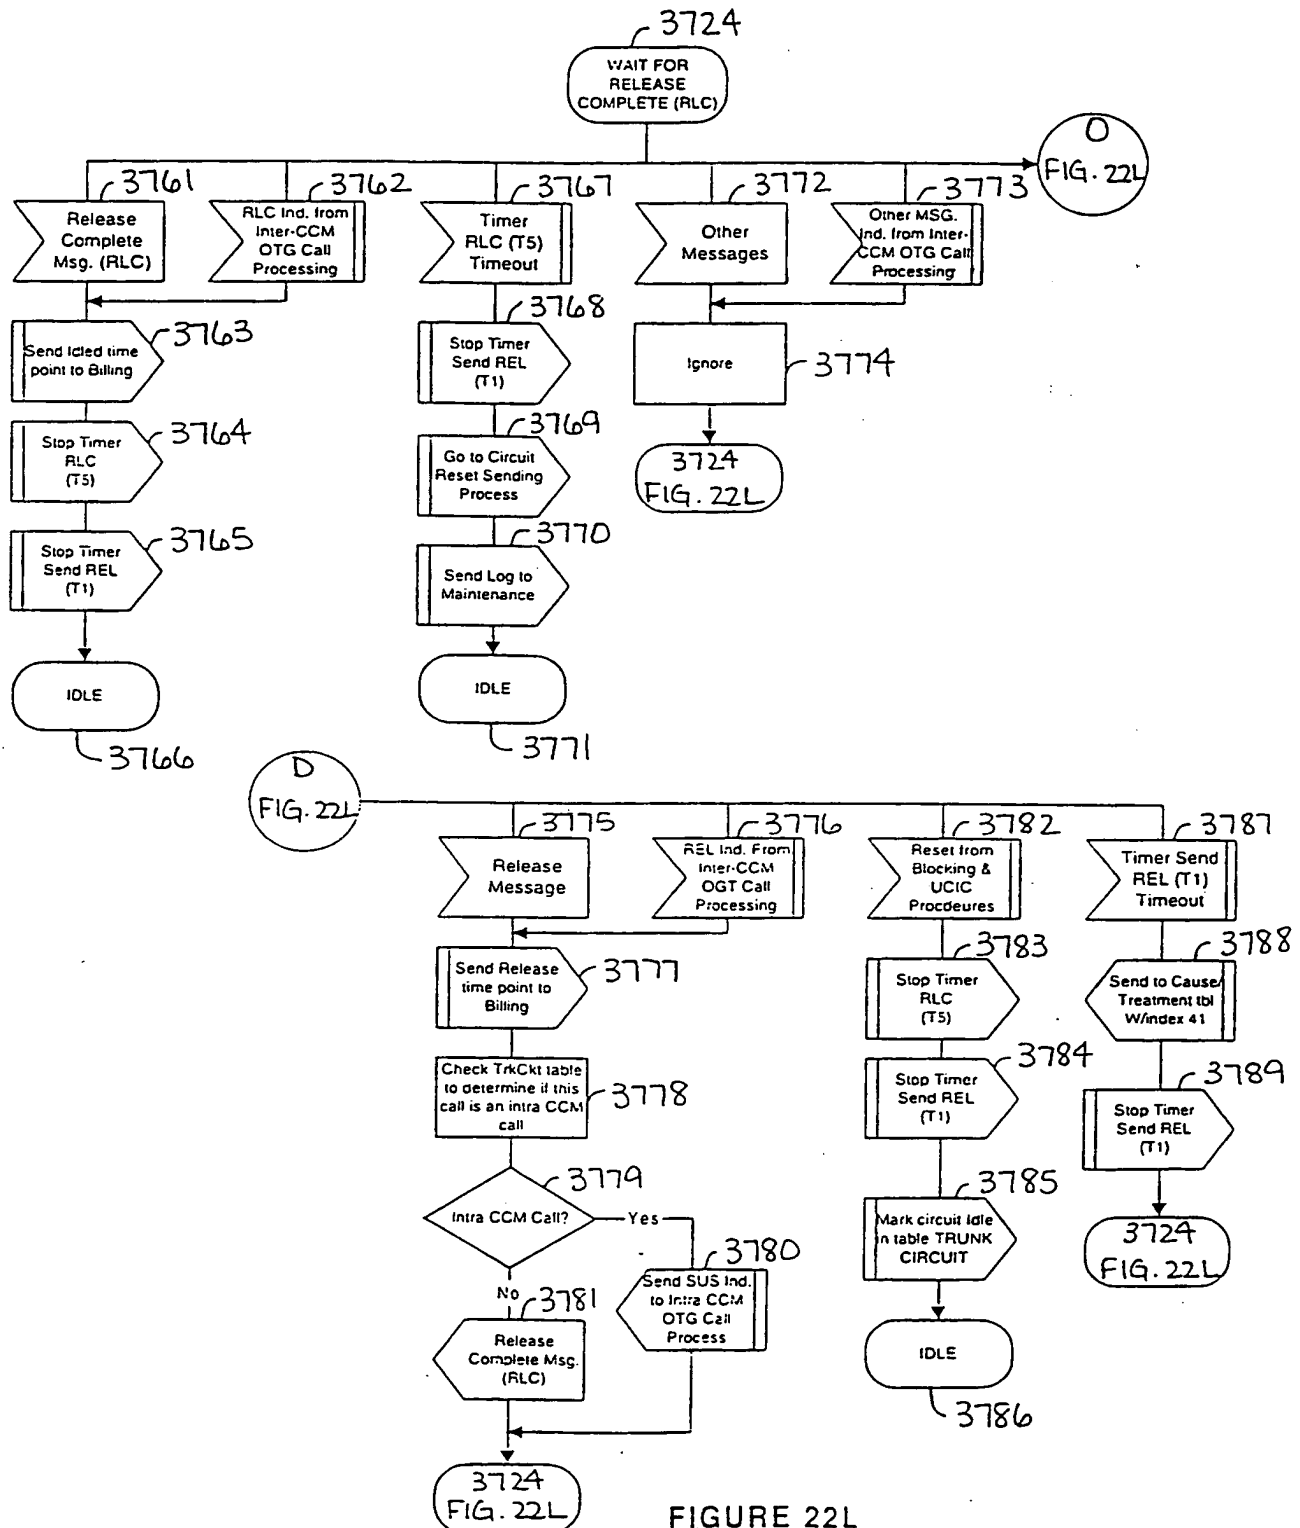 3724
WAIT FOR
RELEASE
COMPLETE (RLC)
O
FIG. 22L
3761
Release
Complete
Msg. (RLC)
3762
RLC Ind. from
Inter-CCM
OTG Call
Processing
3767
Timer
RLC (T5)
Timeout
3772
Other
Messages
3773
Other MSG.
Ind. from Inter-
CCM OTG Call
Processing
3763
Send Idled time
point to Billing
3768
Stop Timer
Send REL
(T1)
Ignore
3774
3764
Stop Timer
RLC
(T5)
3769
Go to Circuit
Reset Sending
Process
3724
FIG. 22L
3765
Stop Timer
Send REL
(T1)
3770
Send Log to
Maintenance
IDLE
3766
IDLE
3771
D
FIG. 22L
3775
Release
Message
3776
REL Ind. From
Inter-CCM
OGT Call
Processing
3782
Reset from
Blocking &
UCIC
Procdeures
3787
Timer Send
REL (T1)
Timeout
3777
Send Release
time point to
Billing
3783
Stop Timer
RLC
(T5)
3788
Send to Cause/
Treatment tbl
W/index 41
Check TrkCkt table
to determine if this
call is an intra CCM
call
3778
3784
Stop Timer
Send REL
(T1)
3789
Stop Timer
Send REL
(T1)
3779
Intra CCM Call?
Yes
No
3780
Send SUS Ind.
to Intra CCM
OTG Call
Process
3785
Mark circuit Idle
in table TRUNK
CIRCUIT
3724
FIG. 22L
3781
Release
Complete Msg.
(RLC)
IDLE
3786
3724
FIG. 22L
FIGURE 22L